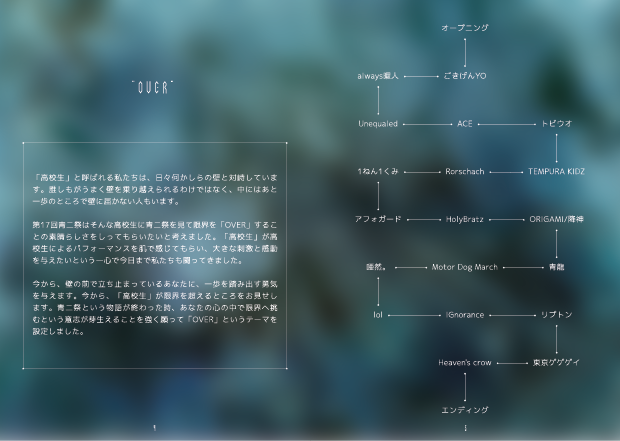 "OVER"
「高校生」と呼ばれる私たちは、日々何かしらの壁と対峙していま
す。誰しもがうまく壁を乗り越えられるわけではなく、中にはあと
一歩のところで壁に届かない人もいます。
第17回青二祭はそんな高校生に青二祭を見て限界を「OVER」するこ
との素晴らしさをしってもらいたいと考えました。「高校生」が高
校生によるパフォーマンスを肌で感じてもらい、大きな刺激と感動
を与えたいという一心で今日まで私たちも闘ってきました。
今から、壁の前で立ち止まっているあなたに、一歩を踏み出す勇気
を与えます。今から、「高校生」が限界を超えるところをお見せし
ます。青二祭という物語が終わった時、あなたの心の中で限界へ挑
むという意志が芽生えることを強く願って「OVER」というテーマを
設定しました。
オープニング
always亜人 ごきげんYO
Unequaled ACE トビウオ
1ねん1くみ Rorschach TEMPURA KIDZ
アフォガード HolyBratz ORIGAMI/降神
唖然。 Motor Dog March 青龍
lol IGnorance リプトン
Heaven's crow 東京ゲゲゲイ
エンディング